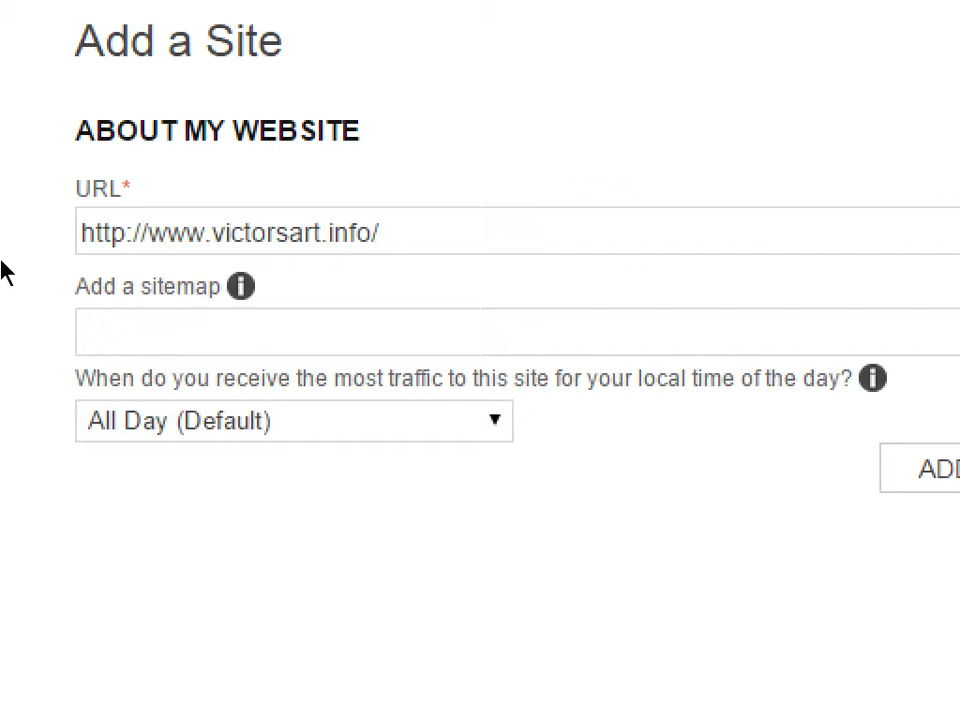 Add a Site
ABOUT MY WEBSITE
URL*
http://www.victorsart.info/
Add a sitemap
When do you receive the most traffic to this site for your local time of the day?
All Day (Default)
ADD